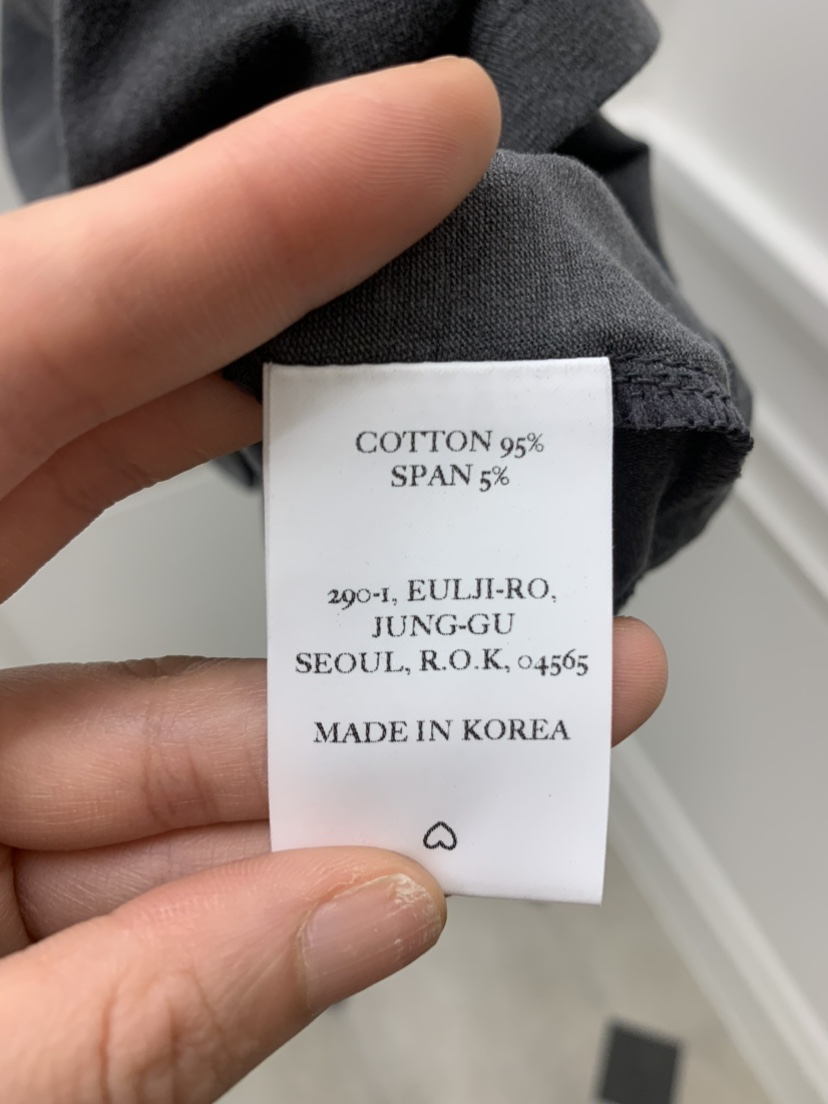 COTTON 95%
SPAN 5%
290-1, EULJI-RO,
JUNG-GU
SEOUL, R.O.K, 04565
MADE IN KOREA